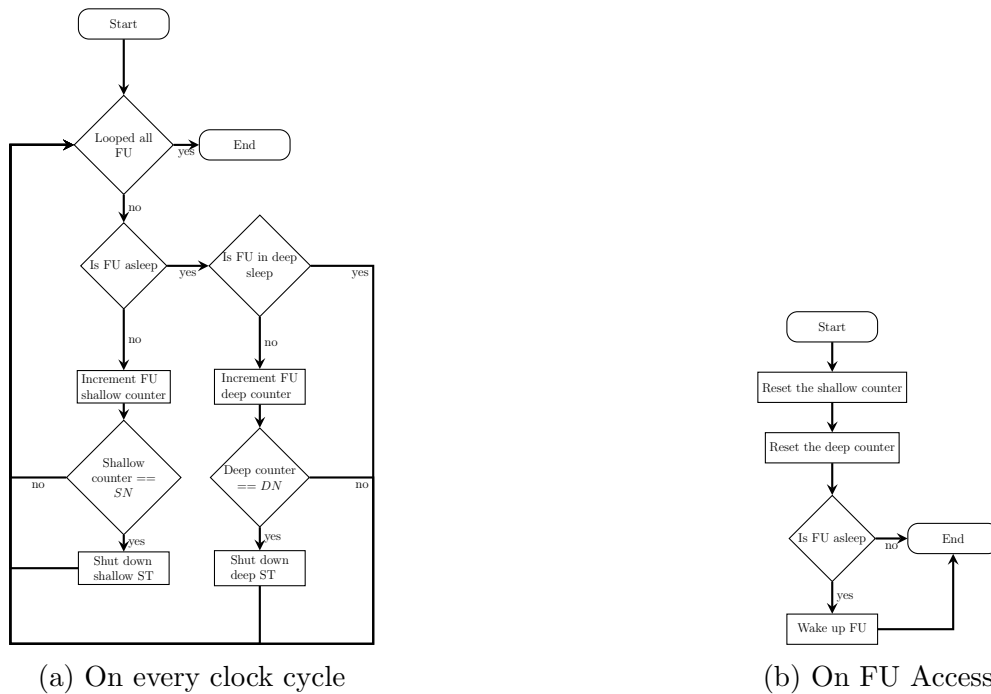 Start
Looped all
FU
yes
End
no
Is FU asleep
yes
Is FU in deep
sleep
yes
no
no
Increment FU
shallow counter
Increment FU
deep counter
Shallow
counter ==
SN
no
yes
Deep counter
== DN
no
yes
Shut down
shallow ST
Shut down
deep ST
(a) On every clock cycle
Start
Reset the shallow counter
Reset the deep counter
Is FU asleep
no
End
yes
Wake up FU
(b) On FU Access